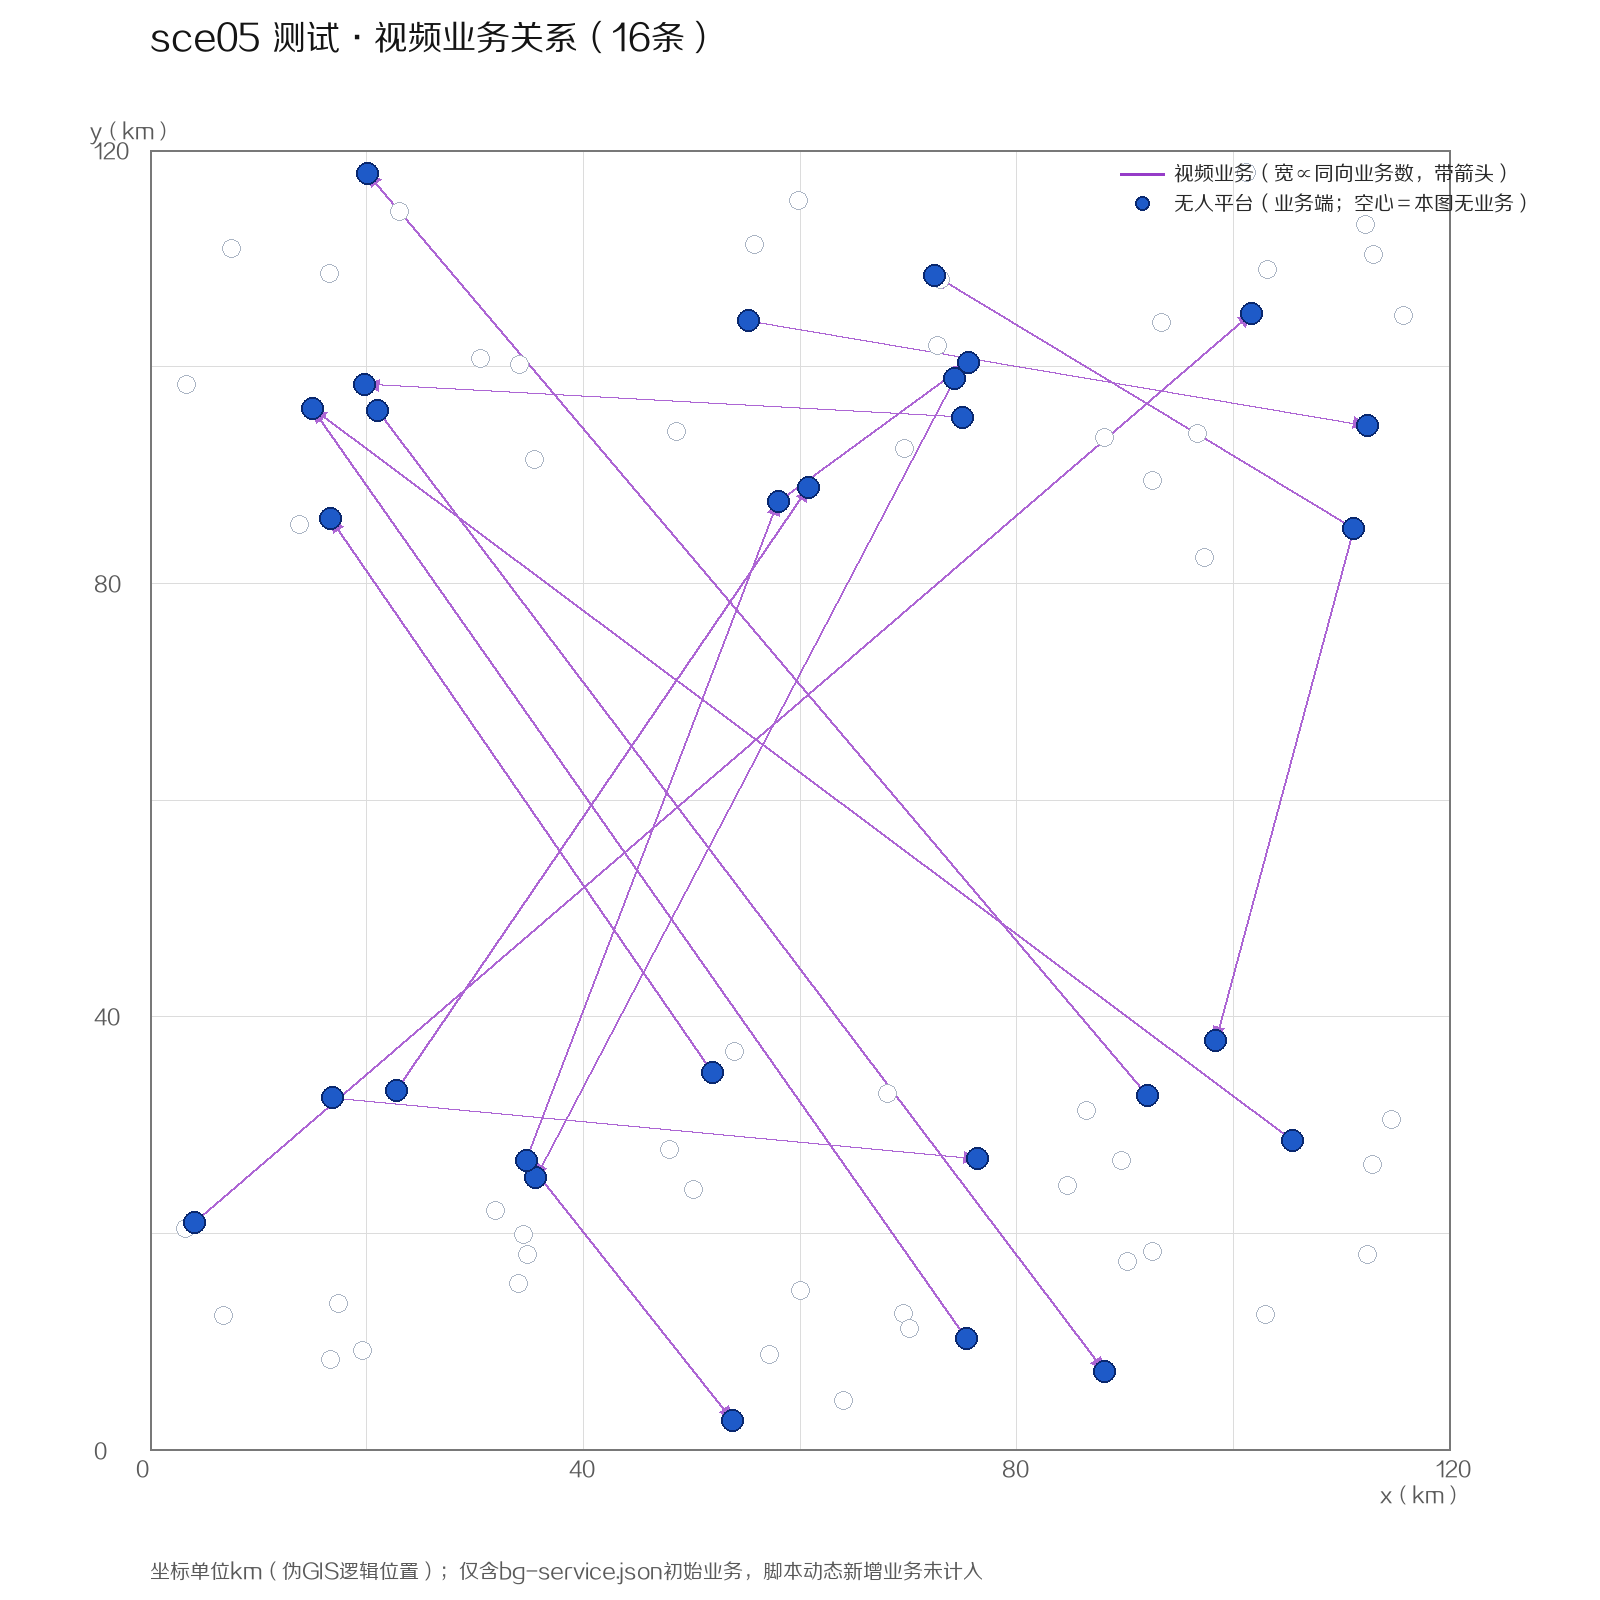 sce05 测试·视频业务关系（16条）
y（km）
120
视频业务（宽∝同向业务数，带箭头）
无人平台（业务端；空心＝本图无业务）
80
40
0
0 40 80 120
x（km）
坐标单位km（伪GIS逻辑位置）；仅含bg-service.json初始业务，脚本动态新增业务未计入